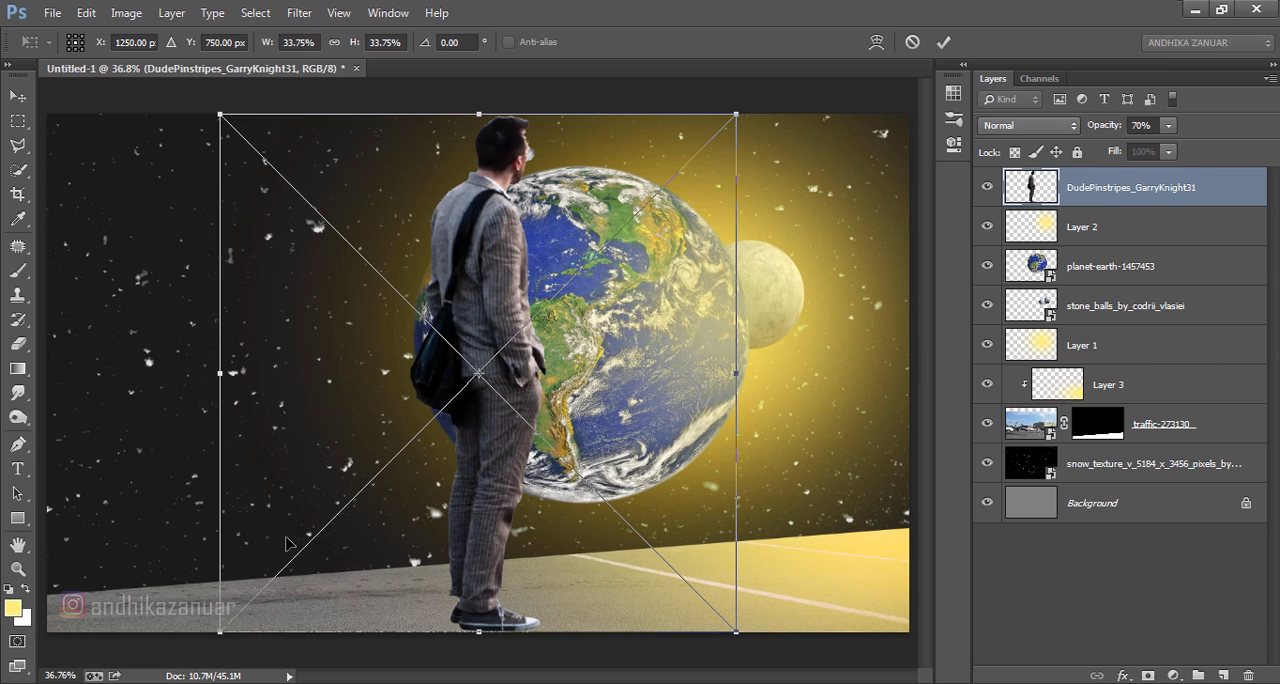 Ps File Edit Image Layer Type Select Filter View Window Help
X: 1250.00 px Y: 750.00 px W: 33.75% H: 33.75% 0.00 ° Anti-alias ANDHIKA ZANUAR
Untitled-1 @ 36.8% (DudePinstripes_GarryKnight31, RGB/8) * ×
Layers Channels
Kind
Normal Opacity: 70%
Lock: Fill: 100%
DudePinstripes_GarryKnight31
Layer 2
planet-earth-1457453
stone_balls_by_codrii_vlasiei
Layer 1
Layer 3
traffic-273130_
snow_texture_v_5184_x_3456_pixels_by...
Background
andhikazanuar
36.76% Doc: 10.7M/45.1M
fx